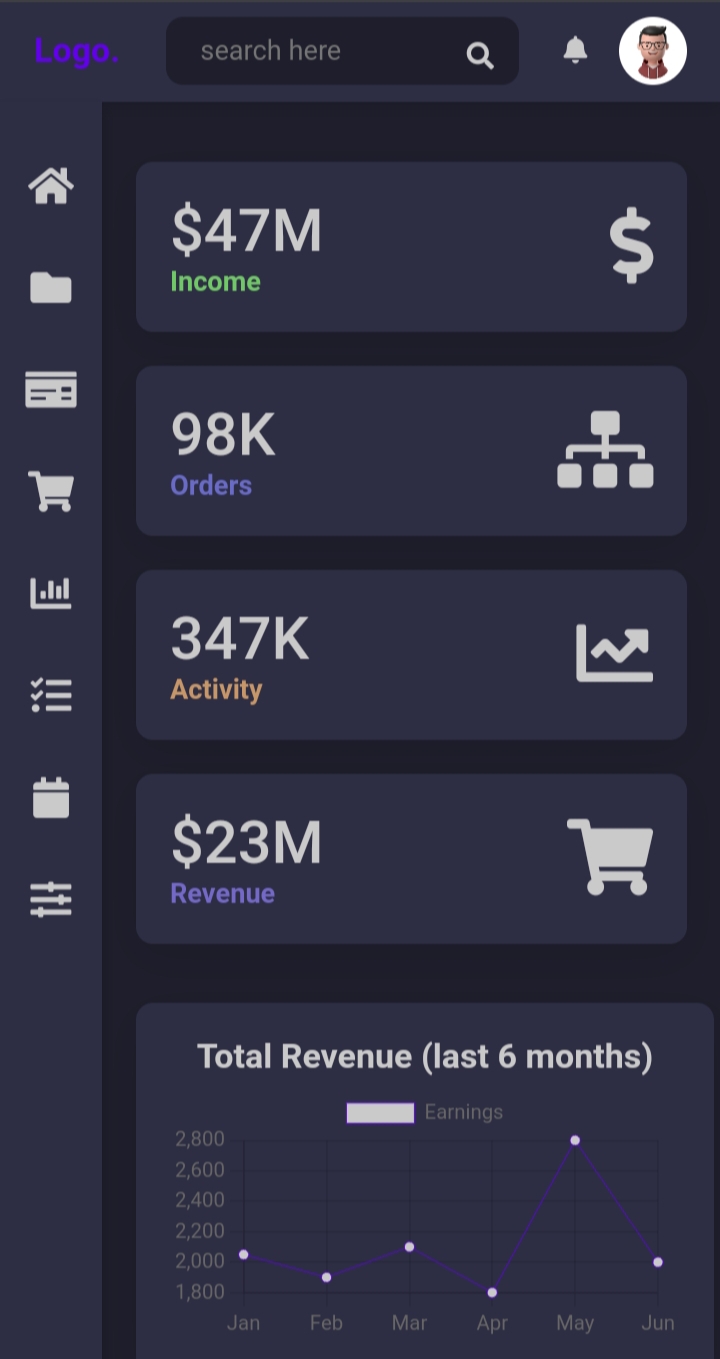 Logo.
search here
$47M
Income
98K
Orders
347K
Activity
$23M
Revenue
Total Revenue (last 6 months)
Earnings
2,800
2,600
2,400
2,200
2,000
1,800
Jan Feb Mar Apr May Jun